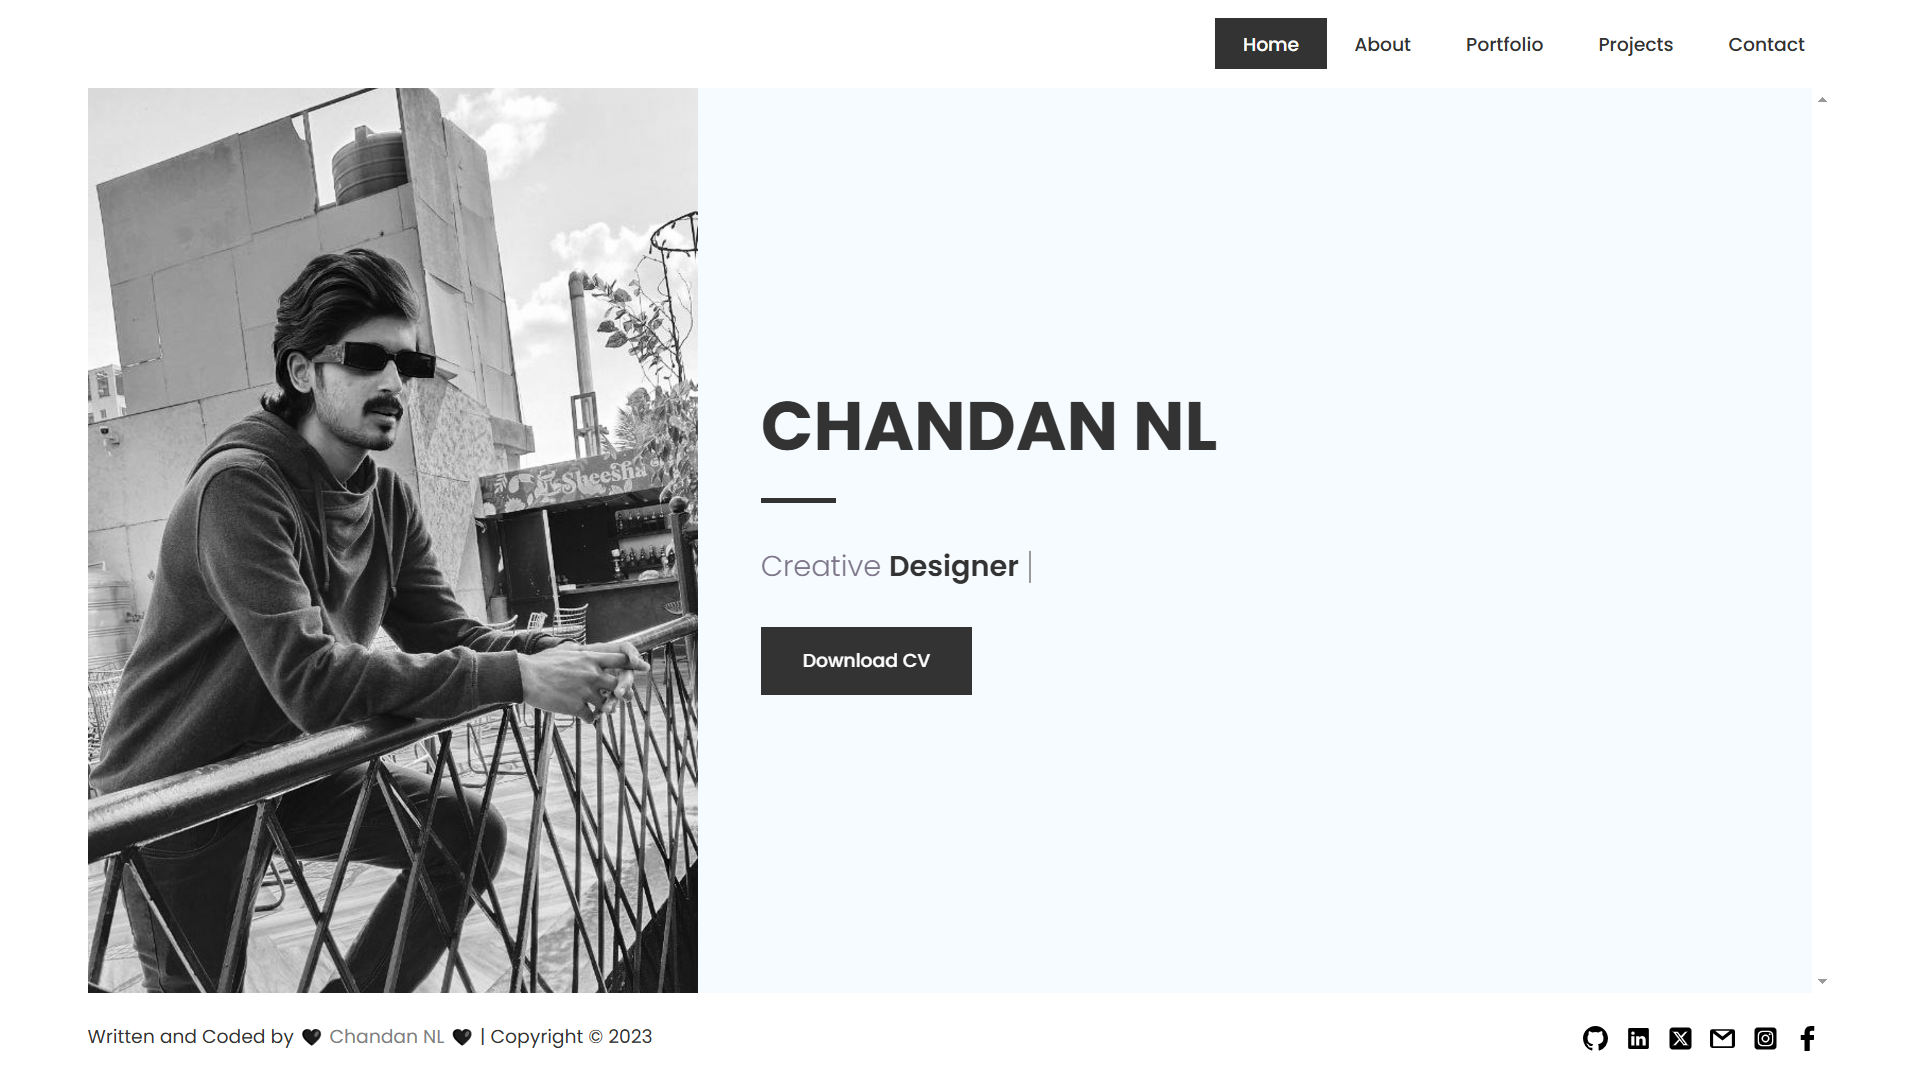 Home About Portfolio Projects Contact
Sheesha
CHANDAN NL
Creative Designer |
Download CV
Written and Coded by 🖤 Chandan NL 🖤 | Copyright © 2023